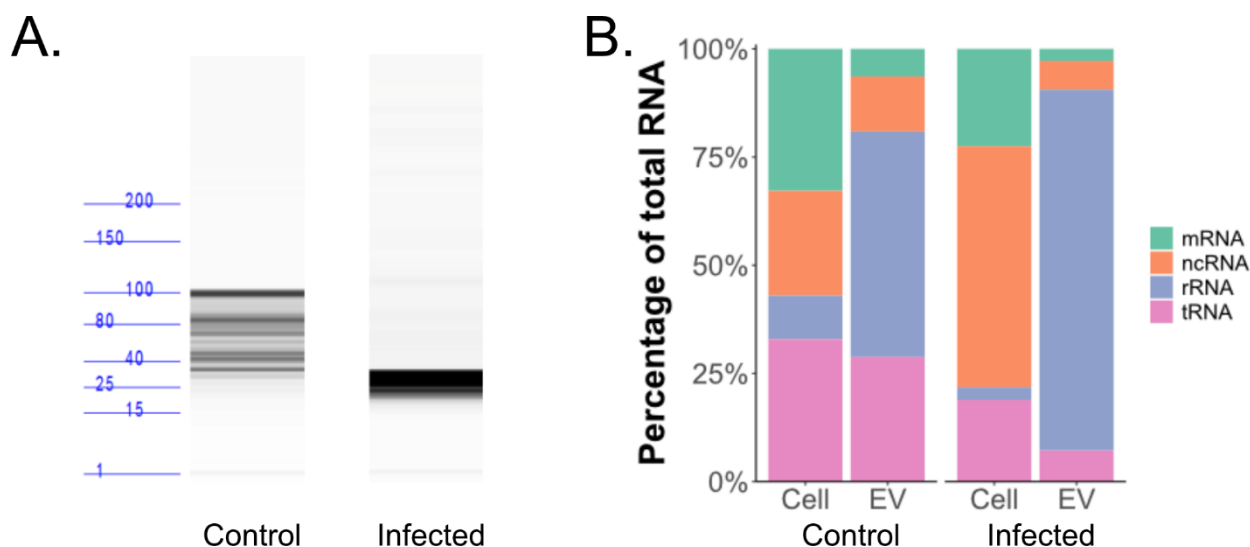 A.
200
150
100
80
40
25
15
1
Control
Infected
B.
Percentage of total RNA
100%
75%
50%
25%
0%
Cell
EV
Cell
EV
Control
Infected
mRNA
ncRNA
rRNA
tRNA